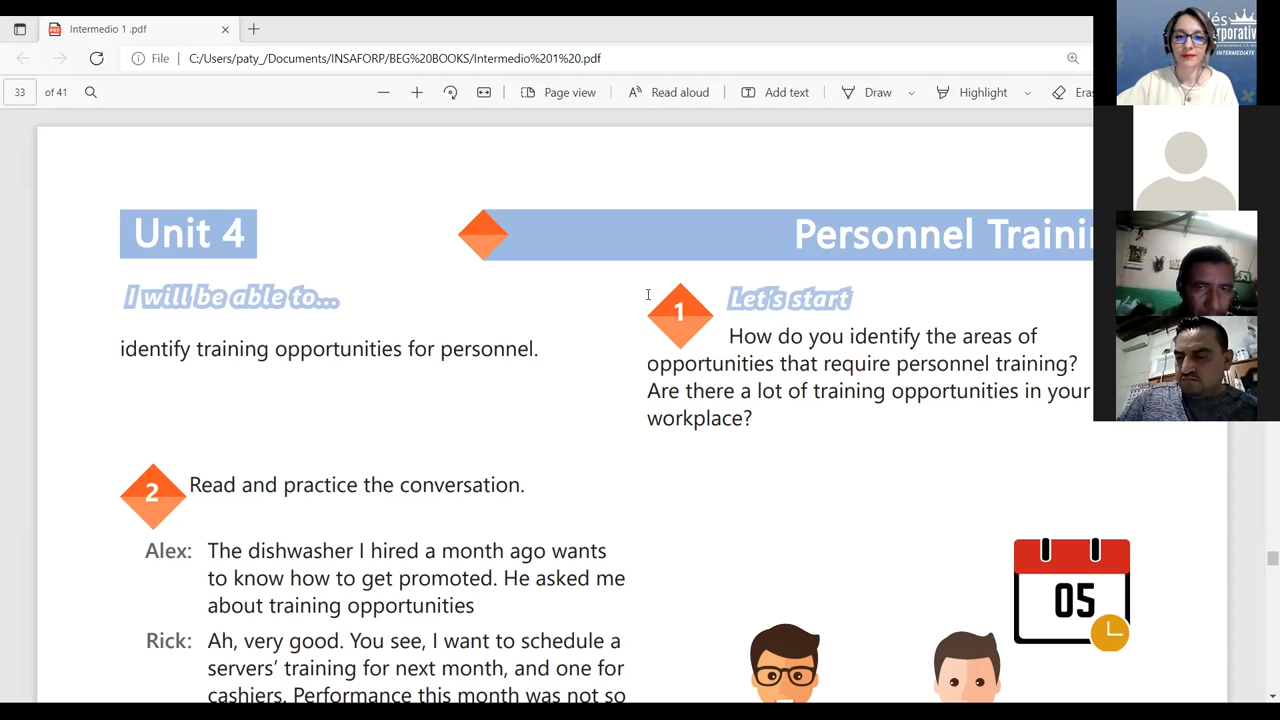 Intermedio 1 .pdf
File
C:/Users/paty_/Documents/INSAFORP/BEG%20BOOKS/Intermedio%201%20.pdf
33 of 41
Page view
Read aloud
Add text
Draw
Highlight
INTERMEDIATE
Unit 4
I will be able to...
identify training opportunities for personnel.
1
Let's start
How do you identify the areas of
opportunities that require personnel training?
Are there a lot of training opportunities in your
workplace?
2
Read and practice the conversation.
Alex: The dishwasher I hired a month ago wants
to know how to get promoted. He asked me
about training opportunities
Rick: Ah, very good. You see, I want to schedule a
servers' training for next month, and one for
cashiers. Performance this month was not so
05
Personnel